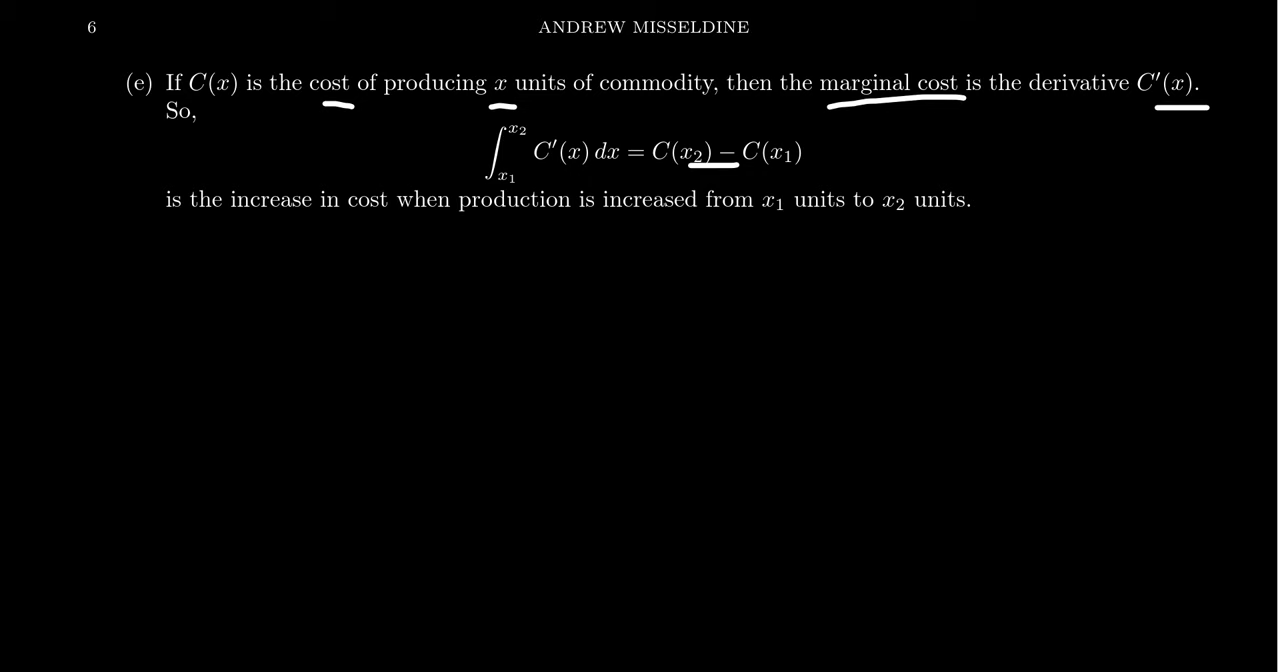 6
ANDREW MISSELDINE
(e) If C(x) is the cost of producing x units of commodity, then the marginal cost is the derivative C′(x).
So,
∫_{x₁}^{x₂} C′(x) dx = C(x₂) − C(x₁)
is the increase in cost when production is increased from x₁ units to x₂ units.